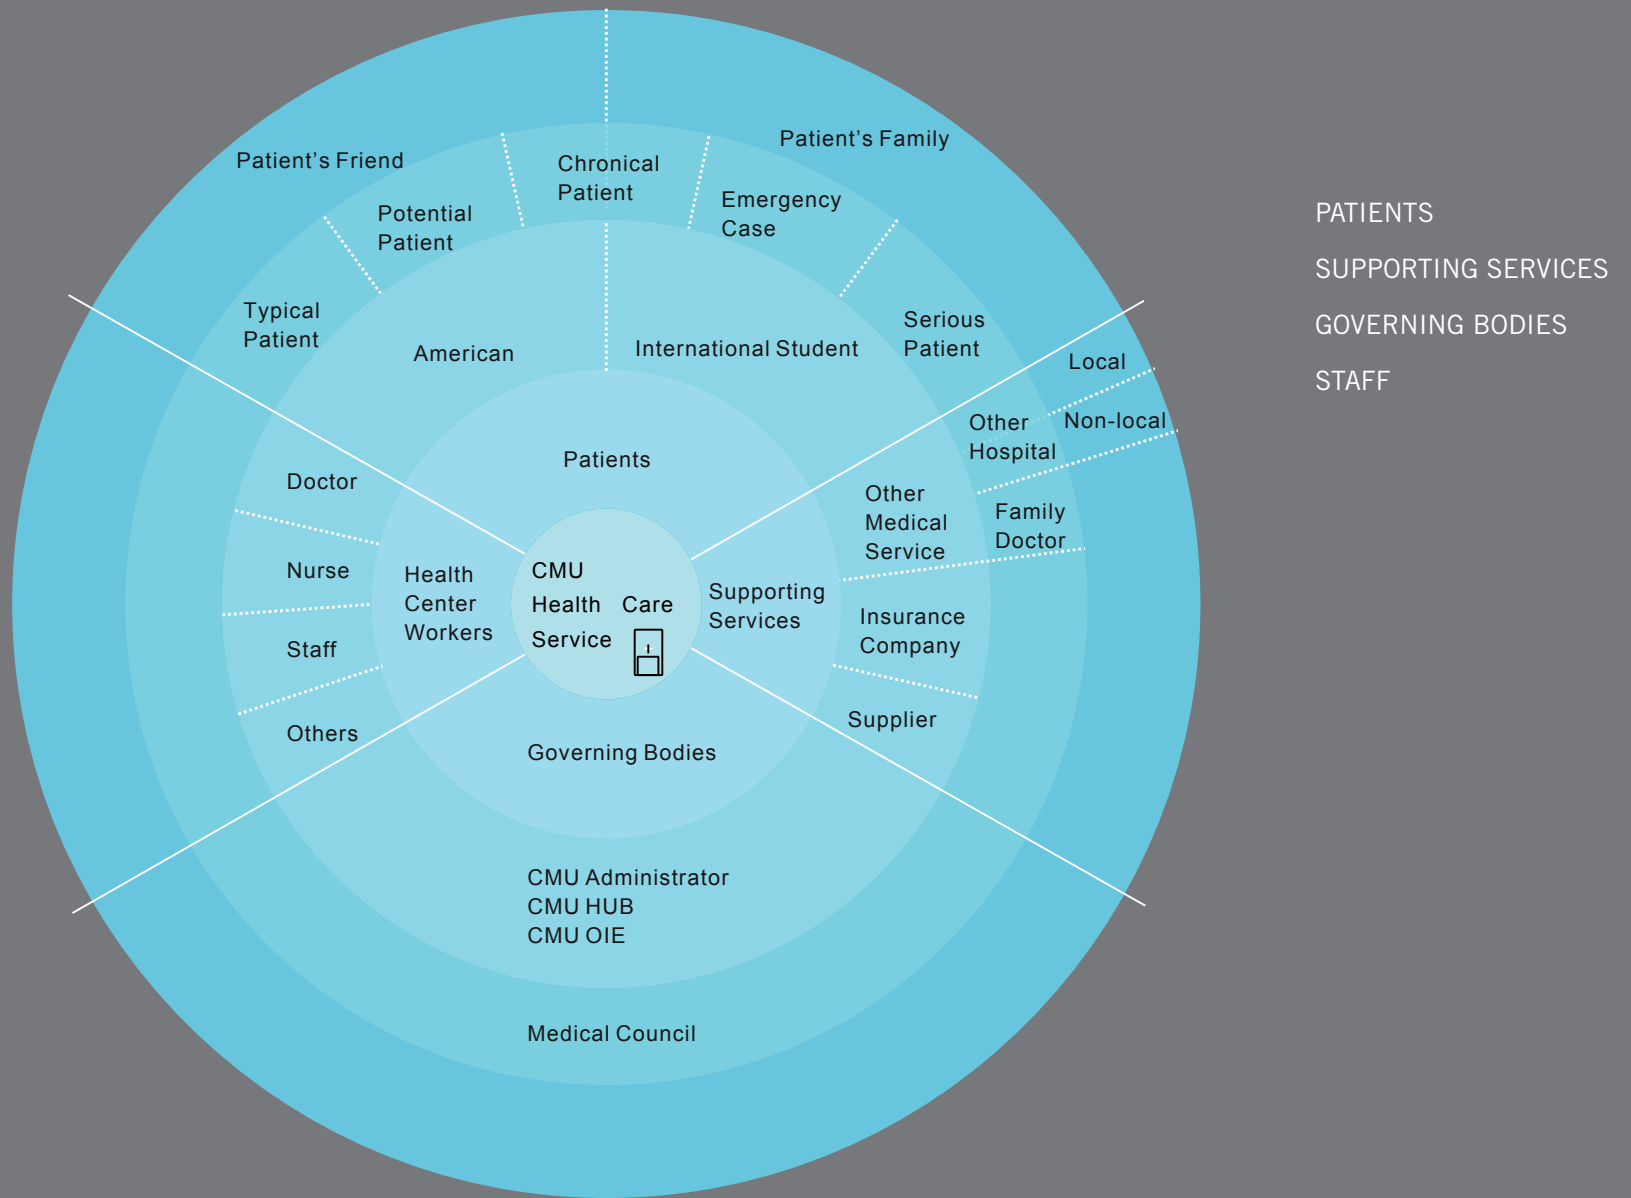 Patient’s Friend
Patient’s Family
Chronical
Patient
Potential
Patient
Emergency
Case
Typical
Patient
Serious
Patient
American
International Student
Patients
Local
Non-local
Other
Hospital
Family
Doctor
Other
Medical
Service
Insurance
Company
Supplier
Supporting
Services
Doctor
Nurse
Staff
Others
Health
Center
Workers
CMU
Health Care
Service
Governing Bodies
CMU Administrator
CMU HUB
CMU OIE
Medical Council
PATIENTS
SUPPORTING SERVICES
GOVERNING BODIES
STAFF